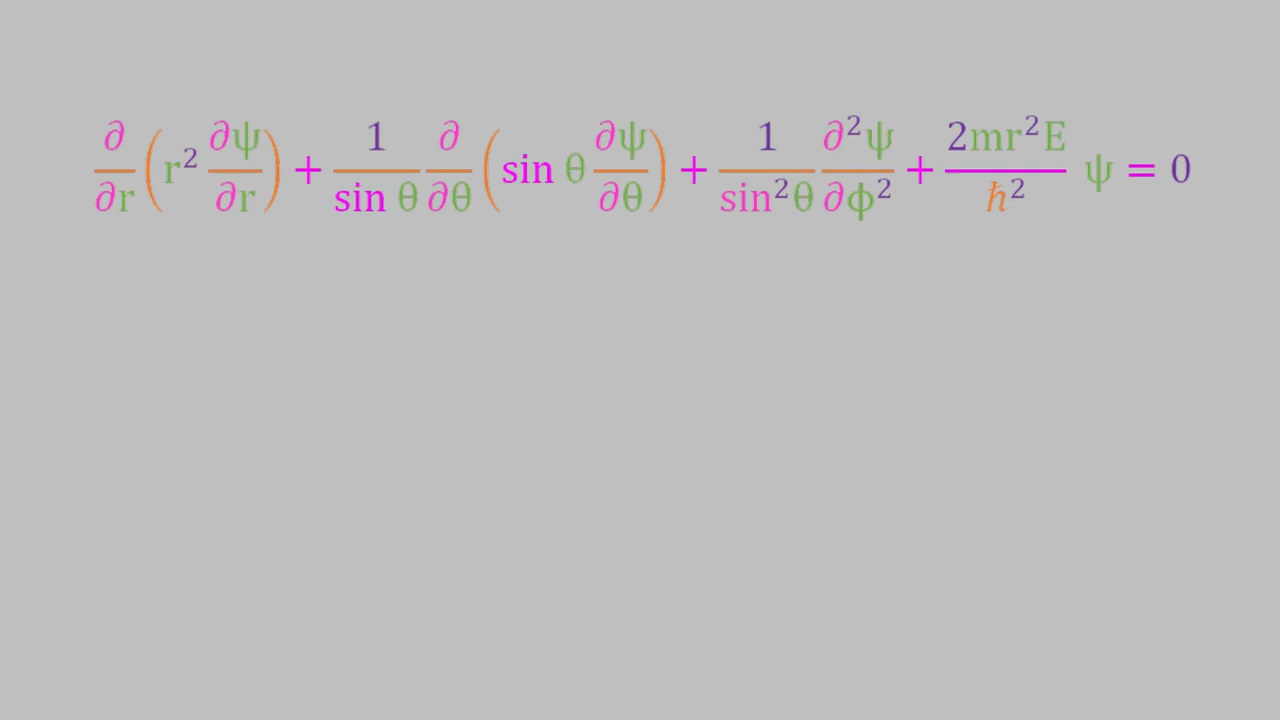 ∂/∂r (r² ∂ψ/∂r) + 1/sin θ ∂/∂θ (sin θ ∂ψ/∂θ) + 1/sin²θ ∂²ψ/∂ϕ² + 2mr²E/ℏ² ψ = 0